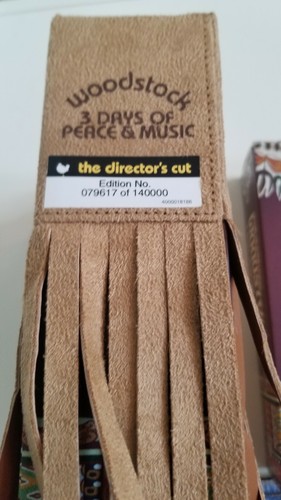 woodstock
3 DAYS OF
PEACE & MUSIC
the director's cut
Edition No.
079617 of 140000